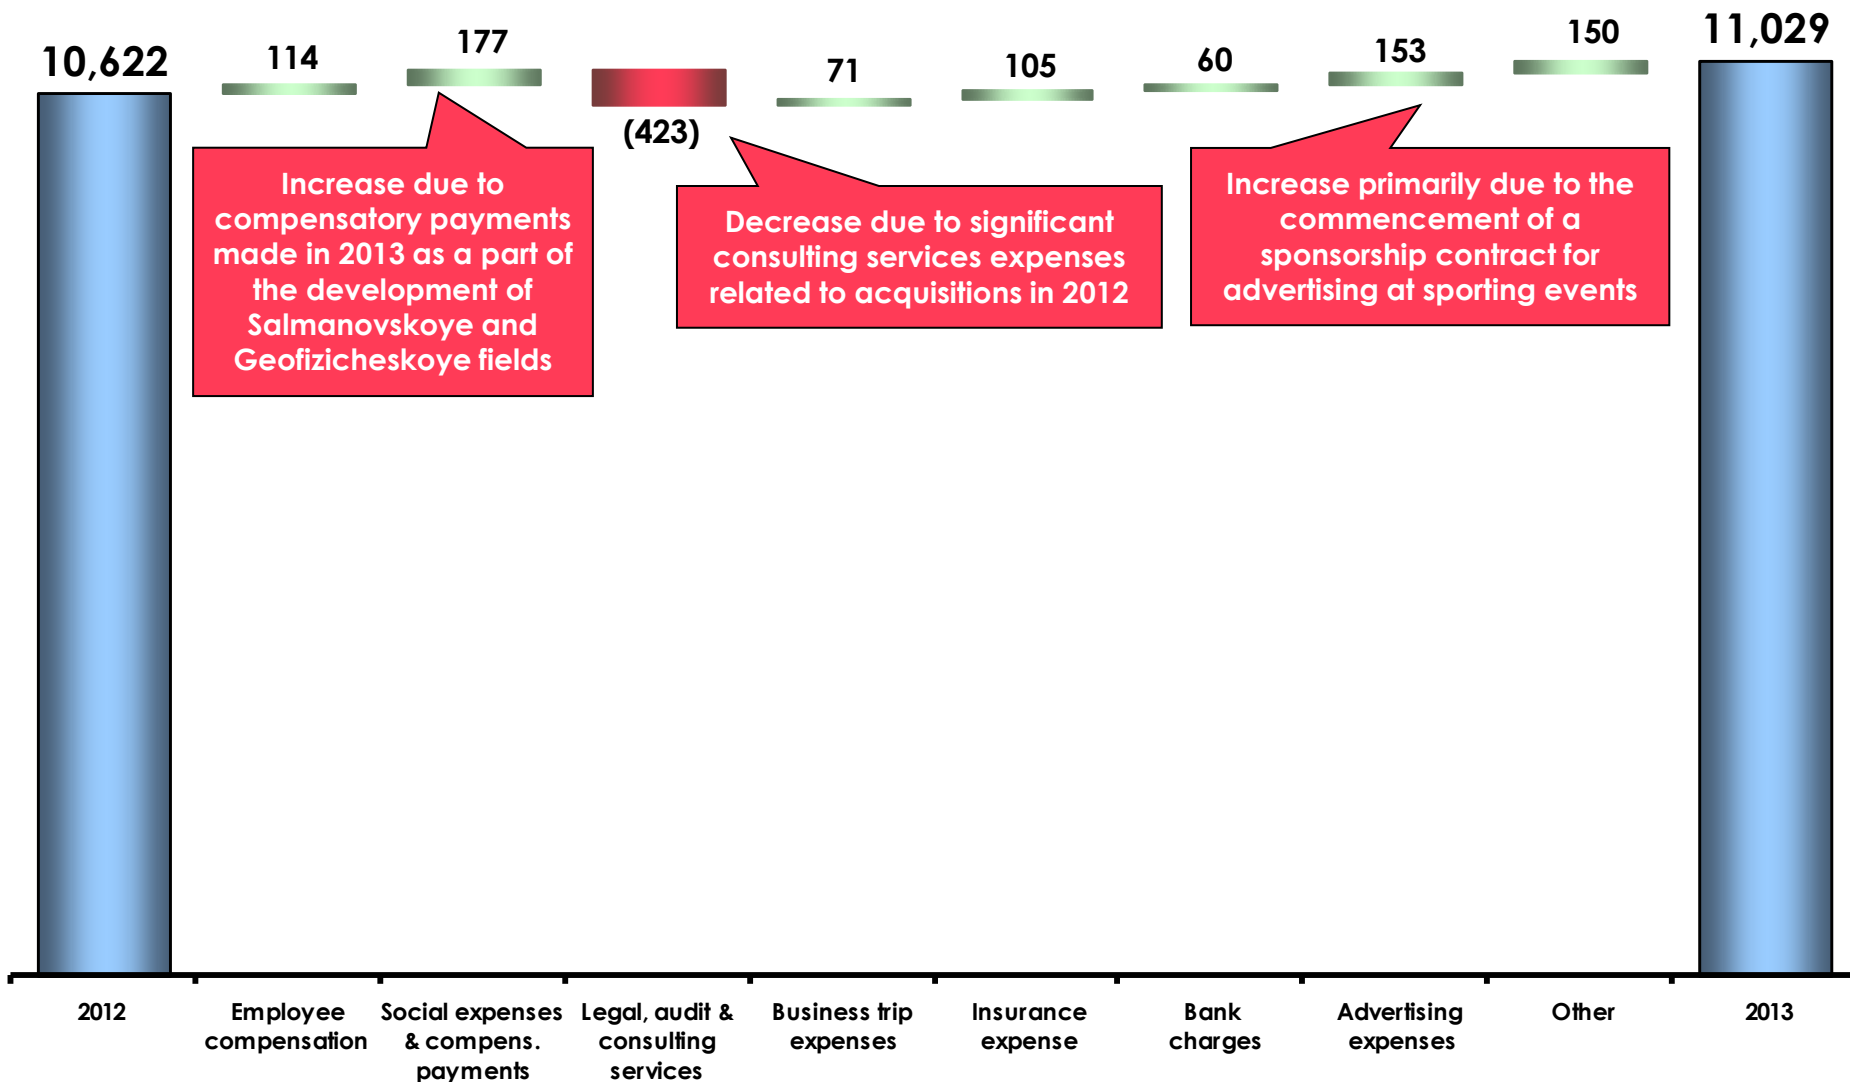 10,622
114
177
(423)
71
105
60
153
150
11,029
Increase due to
compensatory payments
made in 2013 as a part of
the development of
Salmanovskoye and
Geofizicheskoye fields
Decrease due to significant
consulting services expenses
related to acquisitions in 2012
Increase primarily due to the
commencement of a
sponsorship contract for
advertising at sporting events
2012
Employee
compensation
Social expenses
& compens.
payments
Legal, audit &
consulting
services
Business trip
expenses
Insurance
expense
Bank
charges
Advertising
expenses
Other
2013